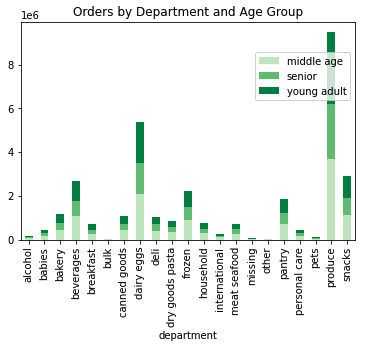 Orders by Department and Age Group
1e6
8
6
4
2
0
middle age
senior
young adult
alcohol
babies
bakery
beverages
breakfast
bulk
canned goods
dairy eggs
deli
dry goods pasta
frozen
household
international
meat seafood
missing
other
pantry
personal care
pets
produce
snacks
department